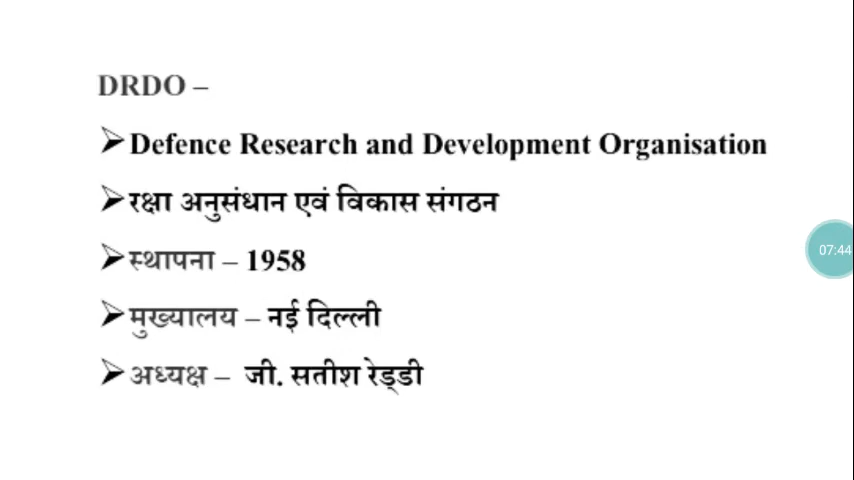 DRDO –
➢Defence Research and Development Organisation
➢रक्षा अनुसंधान एवं विकास संगठन
➢स्थापना – 1958
➢मुख्यालय – नई दिल्ली
➢अध्यक्ष – जी. सतीश रेड्डी
07:44